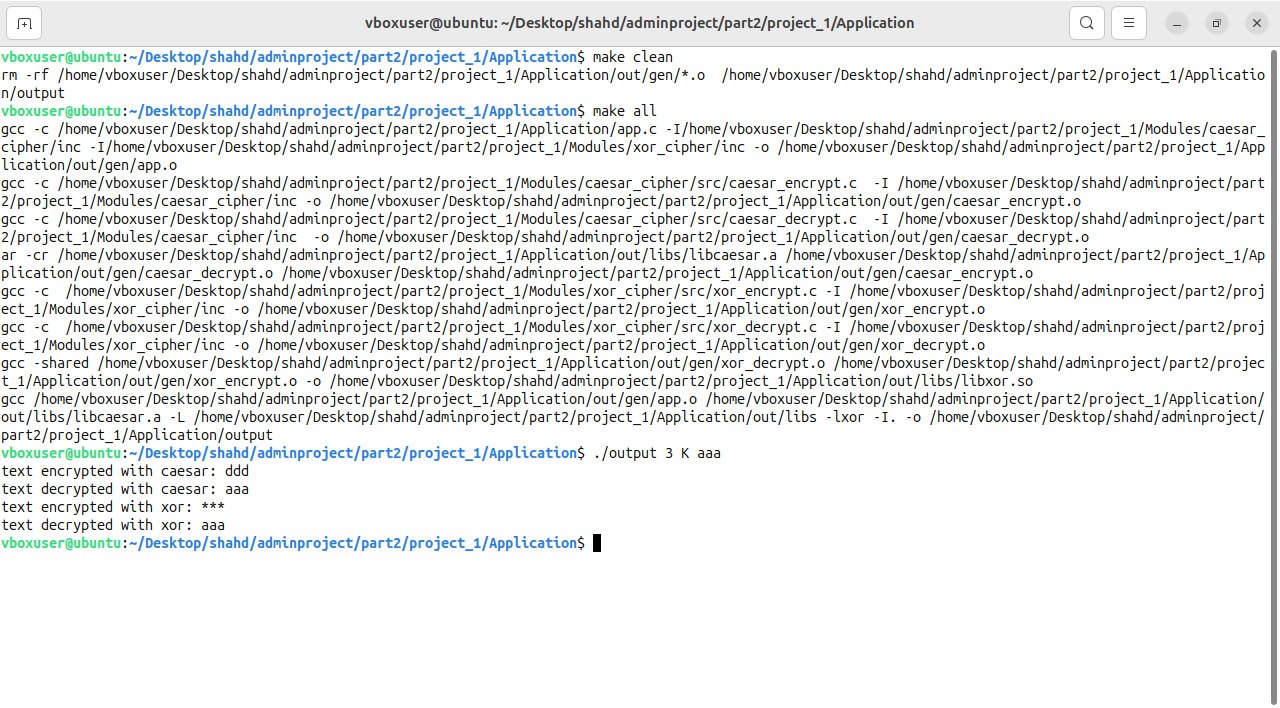 vboxuser@ubuntu: ~/Desktop/shahd/adminproject/part2/project_1/Application
vboxuser@ubuntu:~/Desktop/shahd/adminproject/part2/project_1/Application$ make clean
rm -rf /home/vboxuser/Desktop/shahd/adminproject/part2/project_1/Application/out/gen/*.o  /home/vboxuser/Desktop/shahd/adminproject/part2/project_1/Applicatio
n/output
vboxuser@ubuntu:~/Desktop/shahd/adminproject/part2/project_1/Application$ make all
gcc -c /home/vboxuser/Desktop/shahd/adminproject/part2/project_1/Application/app.c -I/home/vboxuser/Desktop/shahd/adminproject/part2/project_1/Modules/caesar_
cipher/inc -I/home/vboxuser/Desktop/shahd/adminproject/part2/project_1/Modules/xor_cipher/inc -o /home/vboxuser/Desktop/shahd/adminproject/part2/project_1/App
lication/out/gen/app.o
gcc -c /home/vboxuser/Desktop/shahd/adminproject/part2/project_1/Modules/caesar_cipher/src/caesar_encrypt.c  -I /home/vboxuser/Desktop/shahd/adminproject/part
2/project_1/Modules/caesar_cipher/inc -o /home/vboxuser/Desktop/shahd/adminproject/part2/project_1/Application/out/gen/caesar_encrypt.o
gcc -c /home/vboxuser/Desktop/shahd/adminproject/part2/project_1/Modules/caesar_cipher/src/caesar_decrypt.c  -I /home/vboxuser/Desktop/shahd/adminproject/part
2/project_1/Modules/caesar_cipher/inc  -o /home/vboxuser/Desktop/shahd/adminproject/part2/project_1/Application/out/gen/caesar_decrypt.o
ar -cr /home/vboxuser/Desktop/shahd/adminproject/part2/project_1/Application/out/libs/libcaesar.a /home/vboxuser/Desktop/shahd/adminproject/part2/project_1/Ap
plication/out/gen/caesar_decrypt.o /home/vboxuser/Desktop/shahd/adminproject/part2/project_1/Application/out/gen/caesar_encrypt.o
gcc -c  /home/vboxuser/Desktop/shahd/adminproject/part2/project_1/Modules/xor_cipher/src/xor_encrypt.c -I /home/vboxuser/Desktop/shahd/adminproject/part2/proj
ect_1/Modules/xor_cipher/inc -o /home/vboxuser/Desktop/shahd/adminproject/part2/project_1/Application/out/gen/xor_encrypt.o
gcc -c  /home/vboxuser/Desktop/shahd/adminproject/part2/project_1/Modules/xor_cipher/src/xor_decrypt.c -I /home/vboxuser/Desktop/shahd/adminproject/part2/proj
ect_1/Modules/xor_cipher/inc -o /home/vboxuser/Desktop/shahd/adminproject/part2/project_1/Application/out/gen/xor_decrypt.o
gcc -shared /home/vboxuser/Desktop/shahd/adminproject/part2/project_1/Application/out/gen/xor_decrypt.o /home/vboxuser/Desktop/shahd/adminproject/part2/projec
t_1/Application/out/gen/xor_encrypt.o -o /home/vboxuser/Desktop/shahd/adminproject/part2/project_1/Application/out/libs/libxor.so
gcc /home/vboxuser/Desktop/shahd/adminproject/part2/project_1/Application/out/gen/app.o /home/vboxuser/Desktop/shahd/adminproject/part2/project_1/Application/
out/libs/libcaesar.a -L /home/vboxuser/Desktop/shahd/adminproject/part2/project_1/Application/out/libs -lxor -I. -o /home/vboxuser/Desktop/shahd/adminproject/
part2/project_1/Application/output
vboxuser@ubuntu:~/Desktop/shahd/adminproject/part2/project_1/Application$ ./output 3 K aaa
text encrypted with caesar: ddd
text decrypted with caesar: aaa
text encrypted with xor: ***
text decrypted with xor: aaa
vboxuser@ubuntu:~/Desktop/shahd/adminproject/part2/project_1/Application$